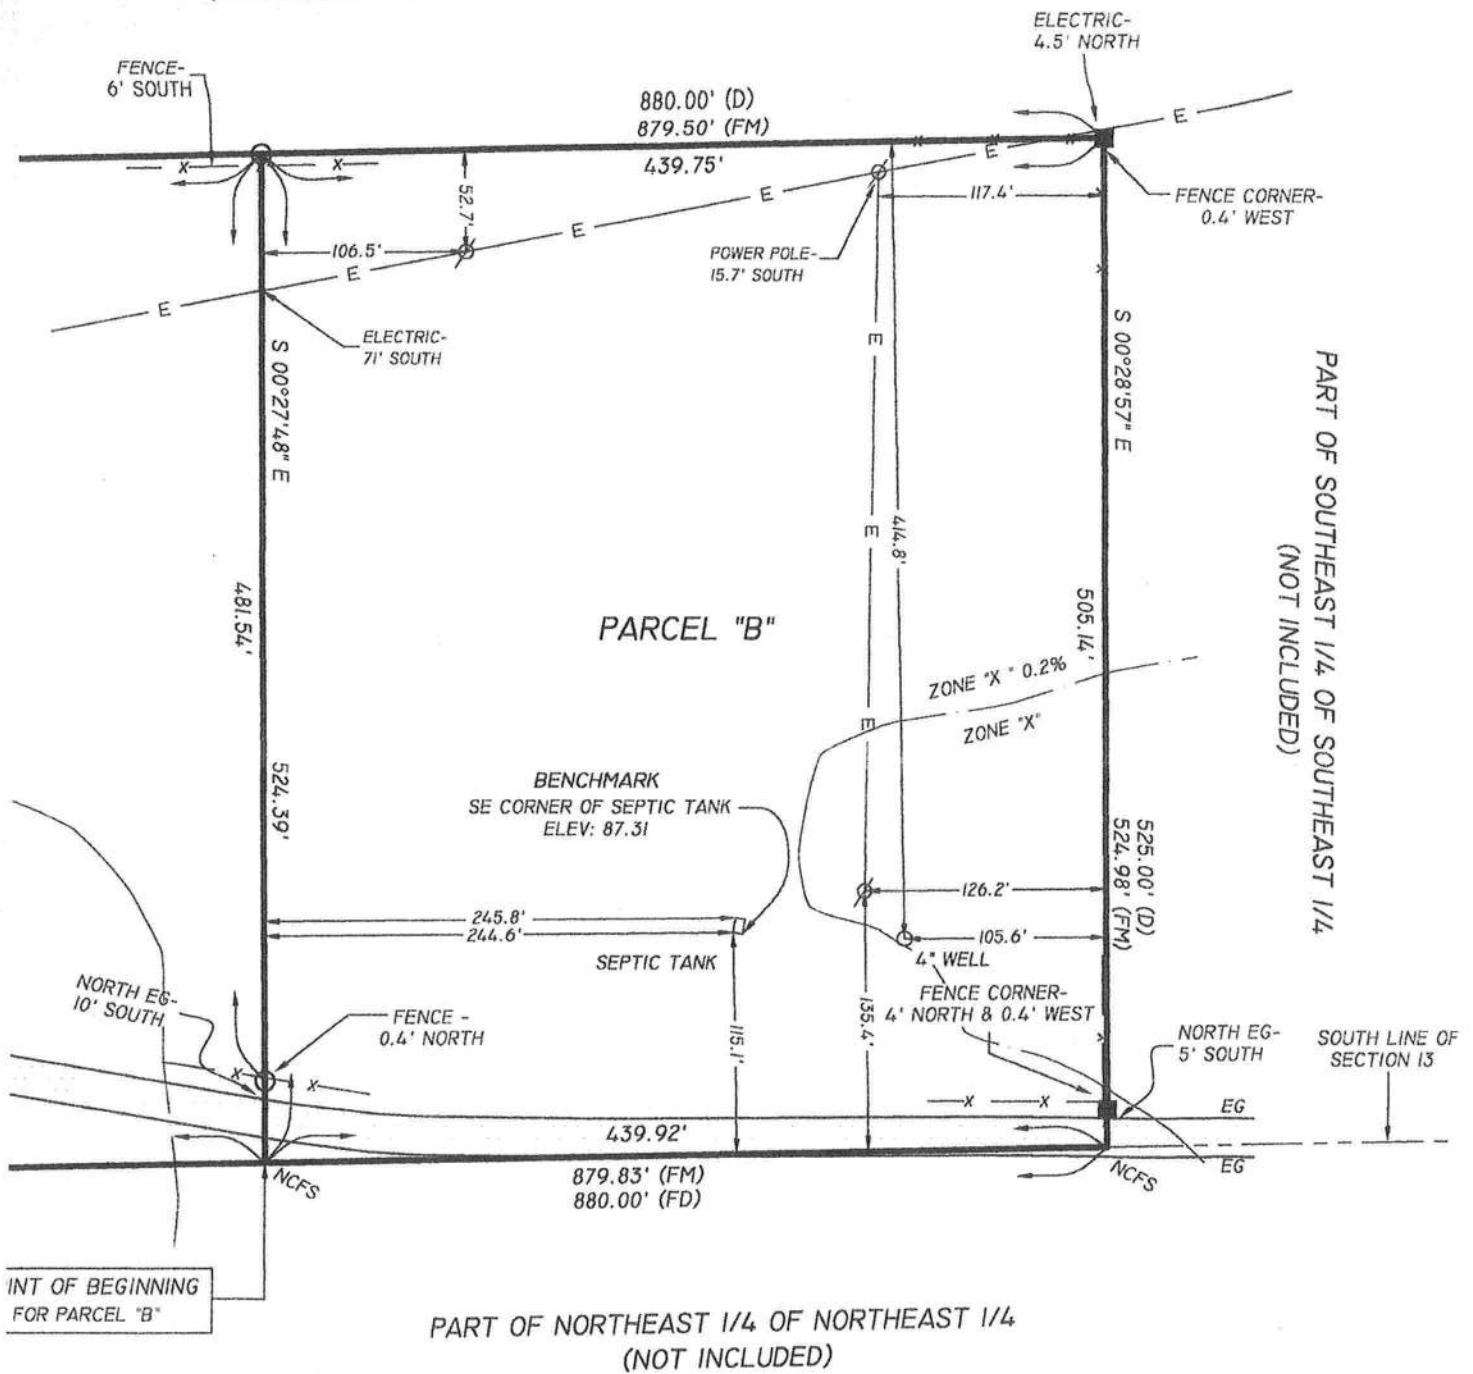 ELECTRIC-
4.5' NORTH
FENCE-
6' SOUTH
880.00' (D)
879.50' (FM)
439.75'
E
X
X
52.7'
E
E
117.4'
FENCE CORNER-
0.4' WEST
106.5'
E
E
POWER POLE-
15.7' SOUTH
E
E
ELECTRIC-
71' SOUTH
S 00°27'48" E
E
S 00°28'57" E
PART OF SOUTHEAST 1/4 OF SOUTHEAST 1/4
(NOT INCLUDED)
414.8'
E
481.54'
PARCEL "B"
505.14'
ZONE "X" 0.2%
ZONE "X"
E
524.39'
BENCHMARK
SE CORNER OF SEPTIC TANK
ELEV: 87.31
525.00' (D)
524.98' (FM)
126.2'
245.8'
244.6'
105.6'
SEPTIC TANK
4" WELL
NORTH EG-
10' SOUTH
FENCE CORNER-
4' NORTH & 0.4' WEST
FENCE -
0.4' NORTH
115.1'
135.4'
NORTH EG-
5' SOUTH
SOUTH LINE OF
SECTION 13
X
X
X
X
EG
439.92'
EG
NCFS
879.83' (FM)
880.00' (FD)
NCFS
INT OF BEGINNING
FOR PARCEL "B"
PART OF NORTHEAST 1/4 OF NORTHEAST 1/4
(NOT INCLUDED)